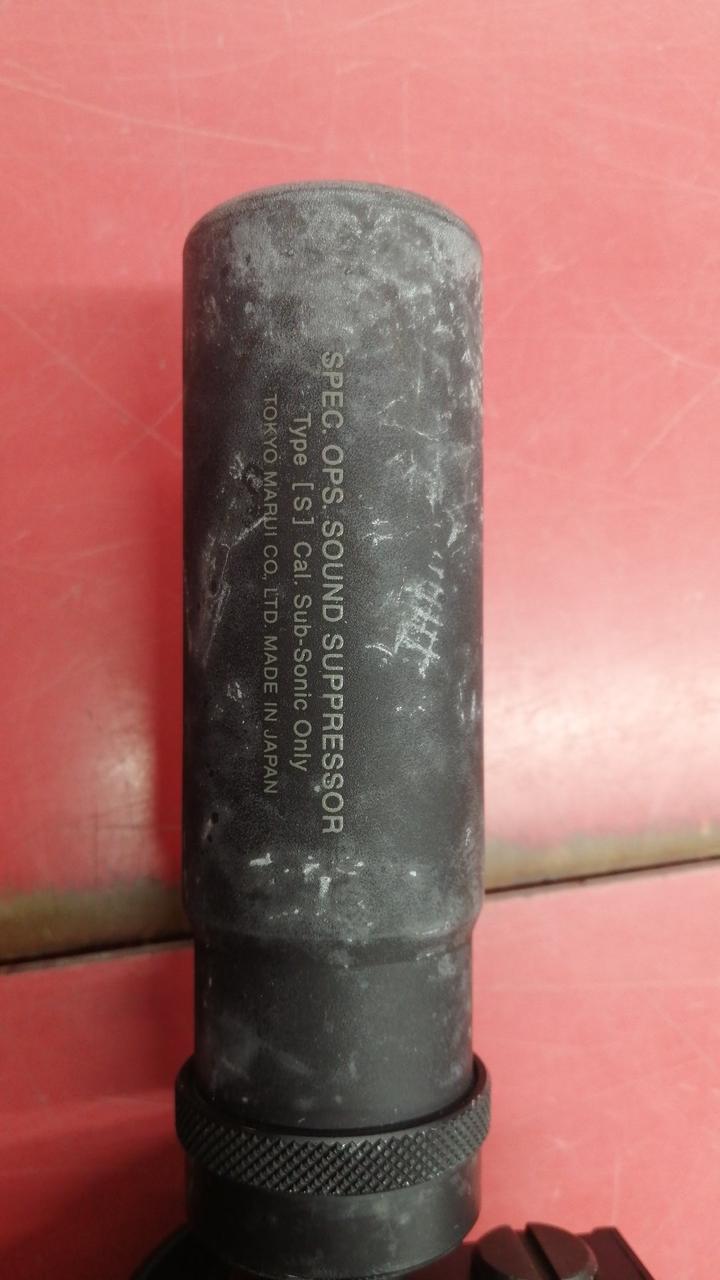 SPEC. OPS. SOUND SUPPRESSOR
Type [S] Cal. Sub-Sonic Only
TOKYO MARUI CO., LTD. MADE IN JAPAN